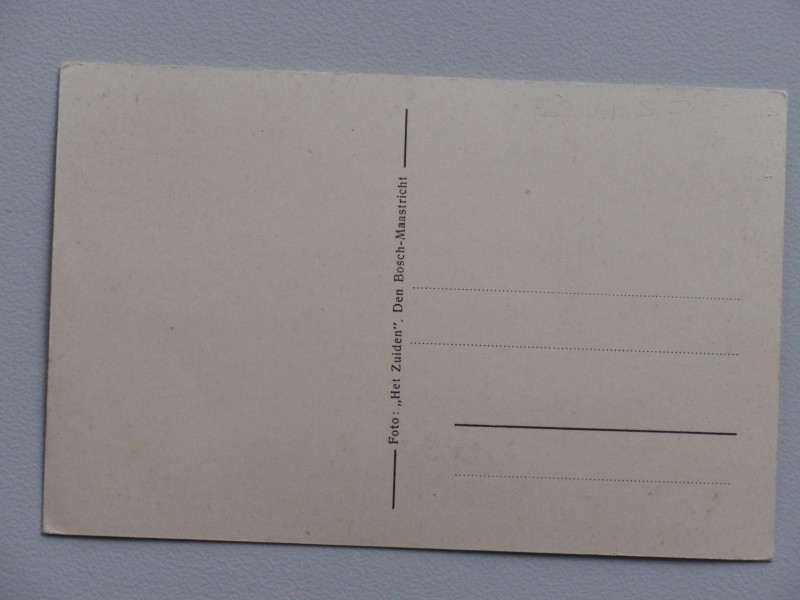 Foto: „Het Zuiden”, Den Bosch-Maastricht